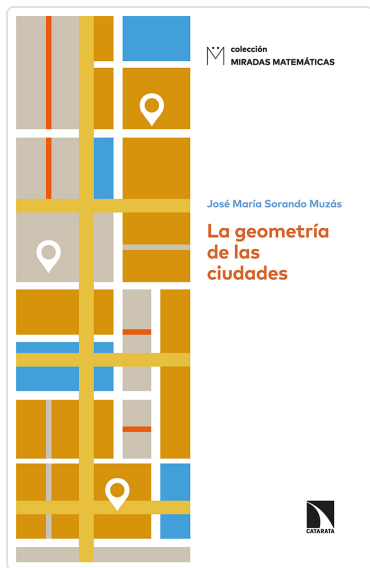 colección
MIRADAS MATEMÁTICAS
José María Sorando Muzás
La geometría
de las
ciudades
CATARATA